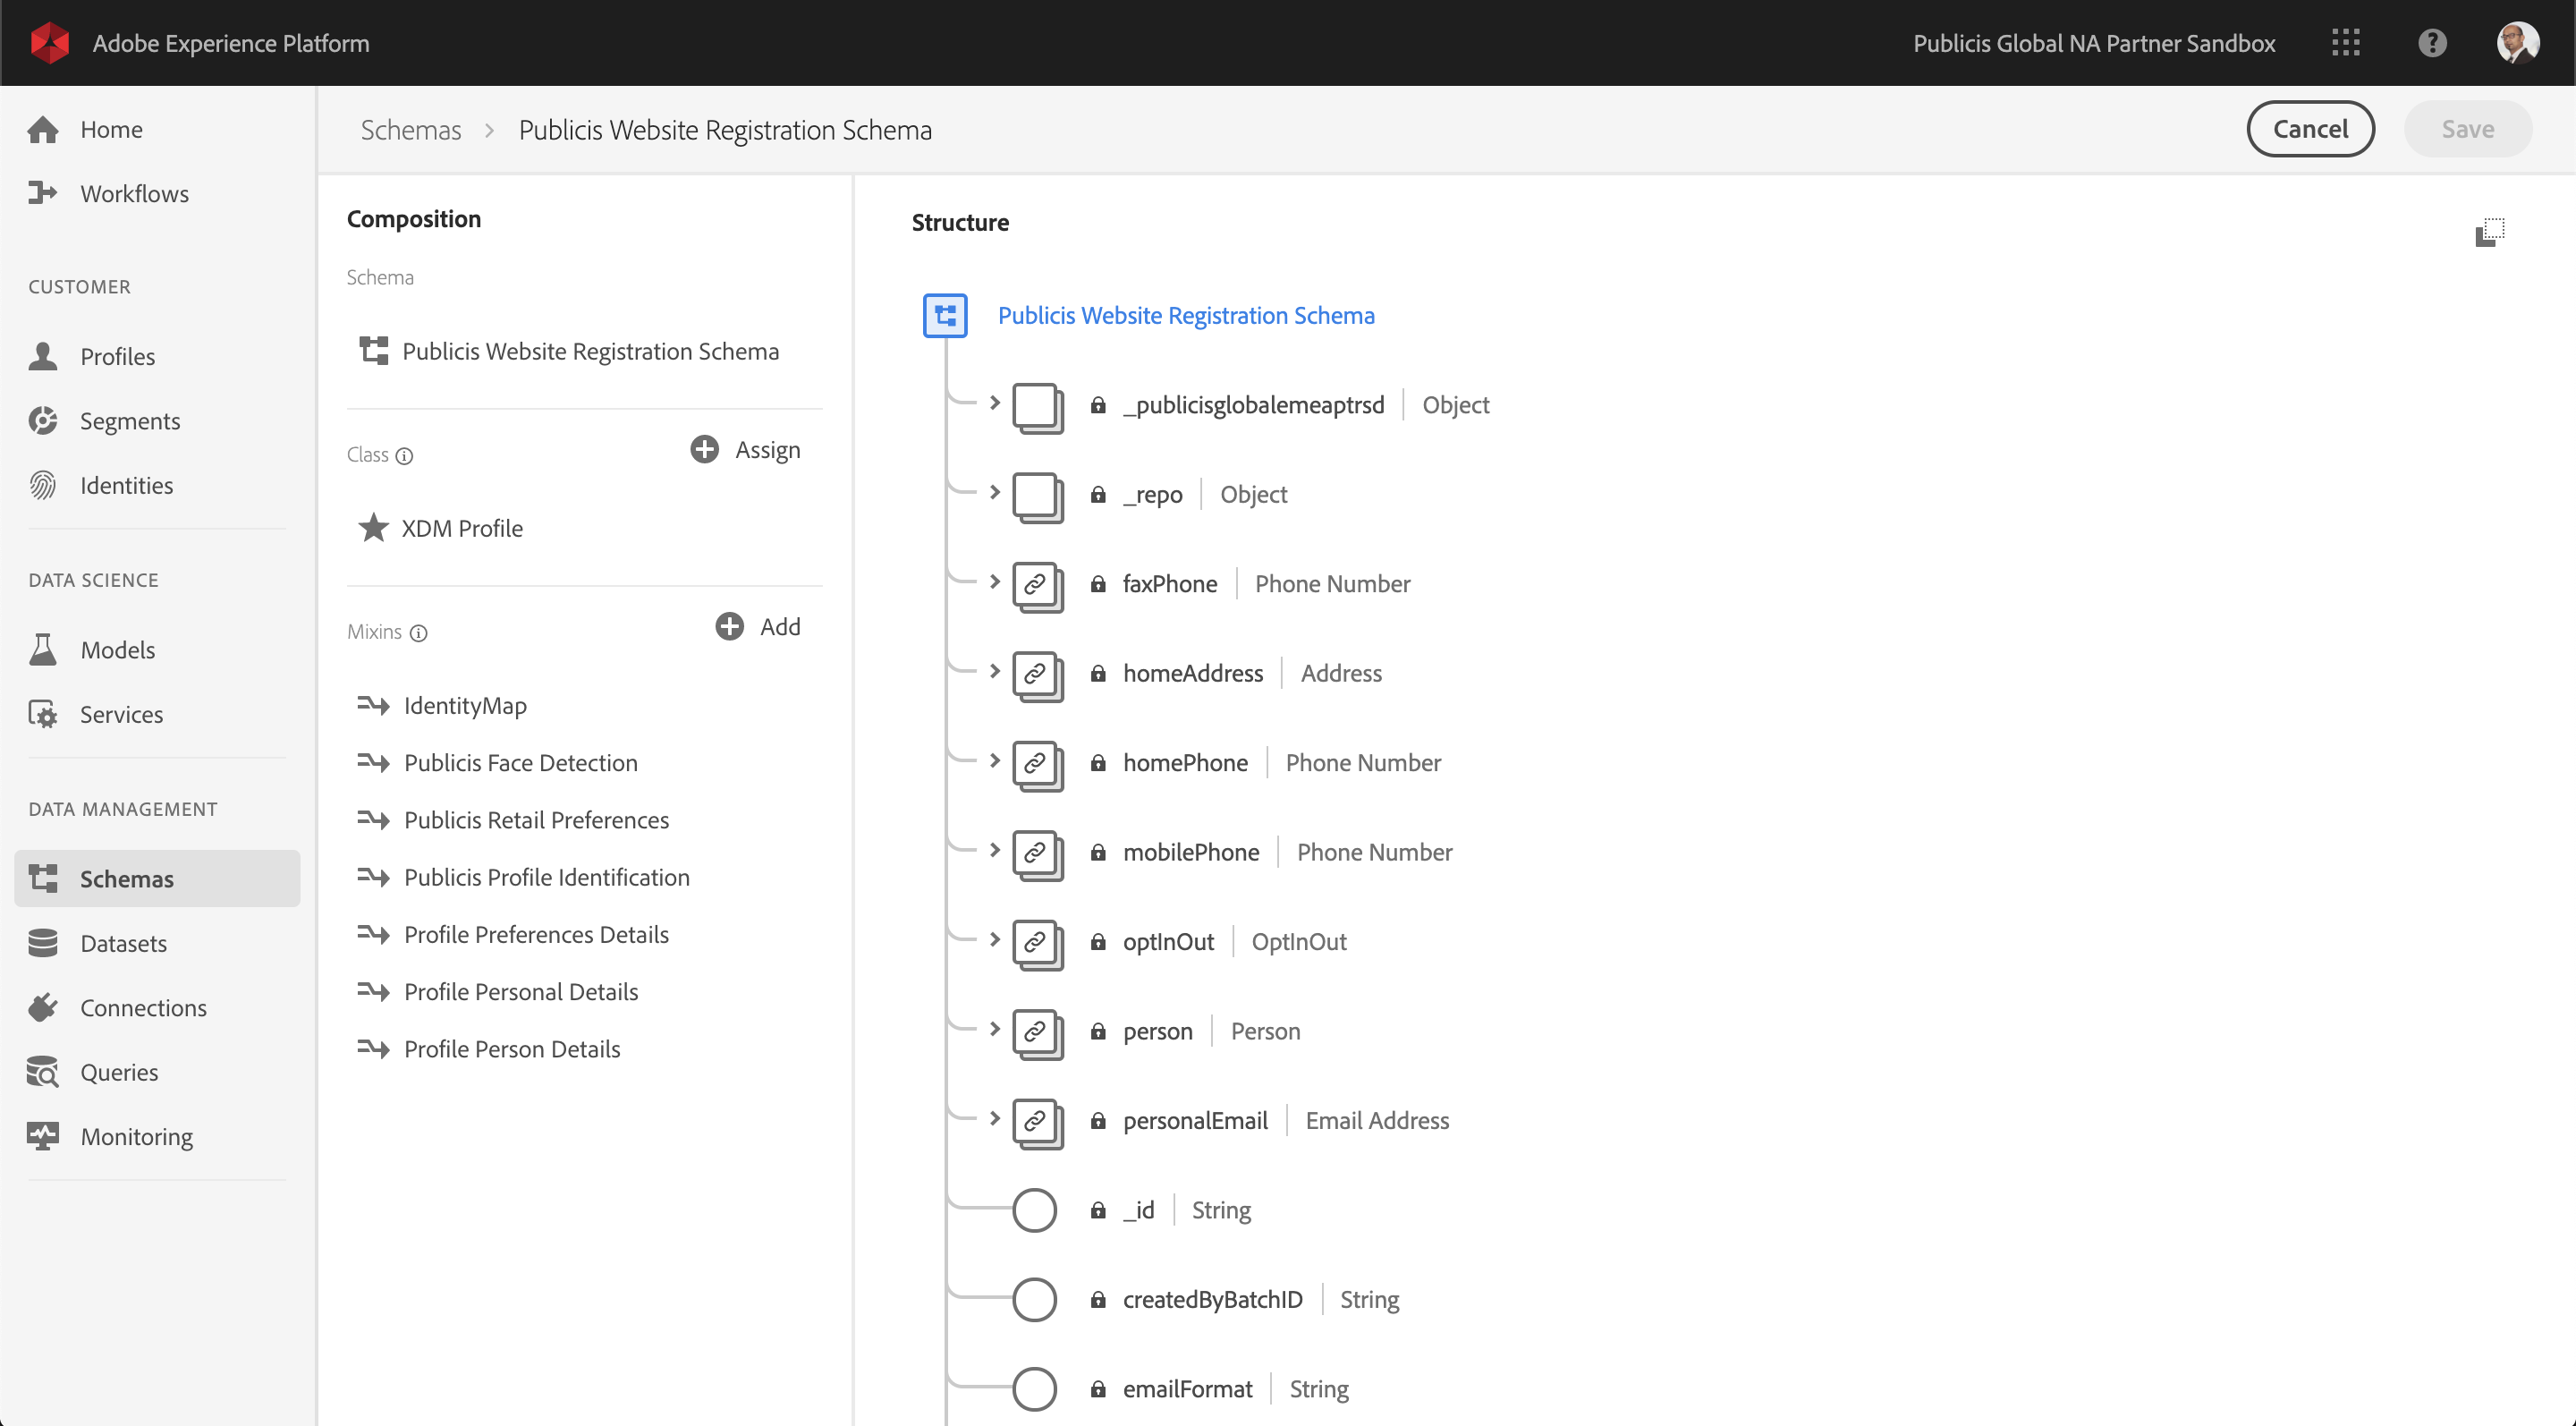 Adobe Experience Platform
Publicis Global NA Partner Sandbox
Home
Workflows
CUSTOMER
Profiles
Segments
Identities
DATA SCIENCE
Models
Services
DATA MANAGEMENT
Schemas
Datasets
Connections
Queries
Monitoring
Schemas > Publicis Website Registration Schema
Cancel
Save
Composition
Schema
Publicis Website Registration Schema
Class
Assign
XDM Profile
Mixins
Add
IdentityMap
Publicis Face Detection
Publicis Retail Preferences
Publicis Profile Identification
Profile Preferences Details
Profile Personal Details
Profile Person Details
Structure
Publicis Website Registration Schema
_publicisglobalemeaptrsd | Object
_repo | Object
faxPhone | Phone Number
homeAddress | Address
homePhone | Phone Number
mobilePhone | Phone Number
optInOut | OptInOut
person | Person
personalEmail | Email Address
_id | String
createdByBatchID | String
emailFormat | String